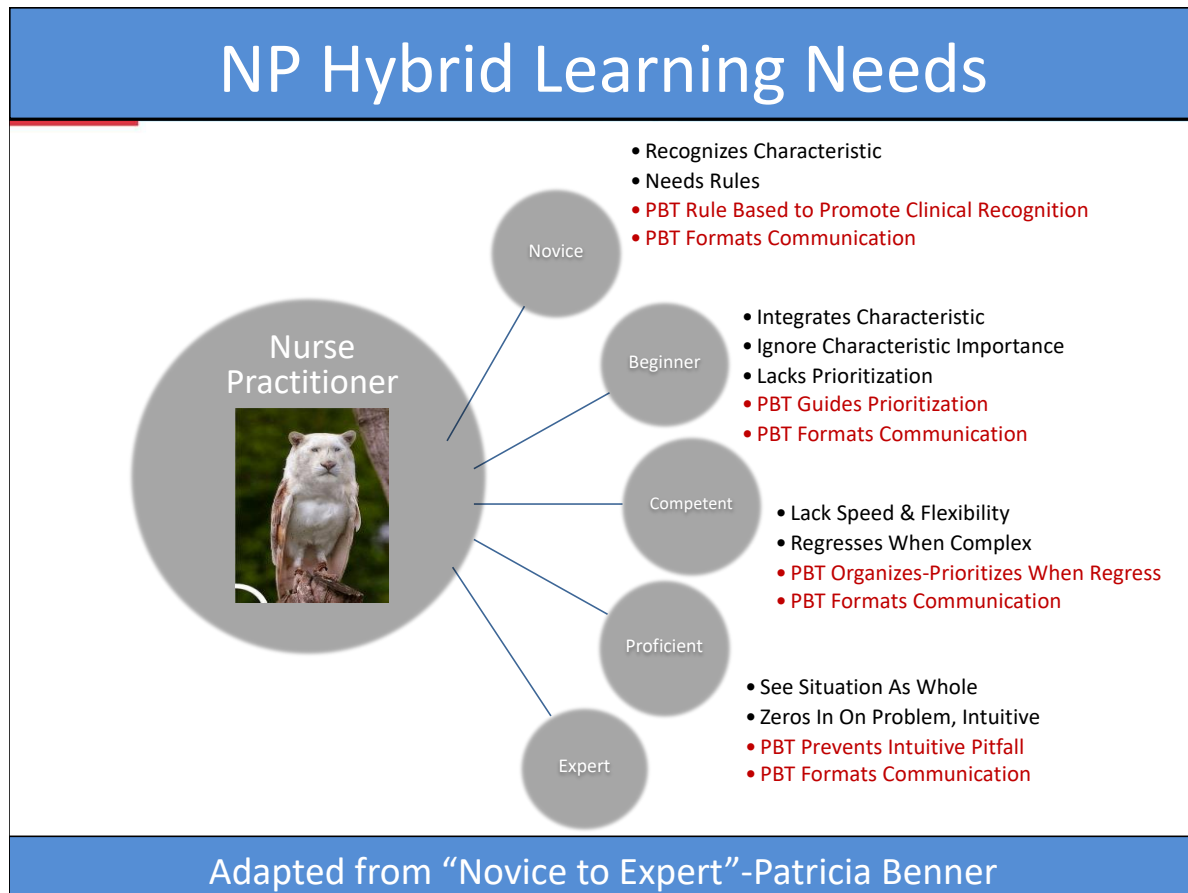 NP Hybrid Learning Needs
• Recognizes Characteristic
• Needs Rules
• PBT Rule Based to Promote Clinical Recognition
• PBT Formats Communication
Novice
Nurse
Practitioner
• Integrates Characteristic
• Ignore Characteristic Importance
• Lacks Prioritization
• PBT Guides Prioritization
• PBT Formats Communication
Beginner
Competent
• Lack Speed & Flexibility
• Regresses When Complex
• PBT Organizes-Prioritizes When Regress
• PBT Formats Communication
Proficient
• See Situation As Whole
• Zeros In On Problem, Intuitive
• PBT Prevents Intuitive Pitfall
• PBT Formats Communication
Expert
Adapted from “Novice to Expert”-Patricia Benner